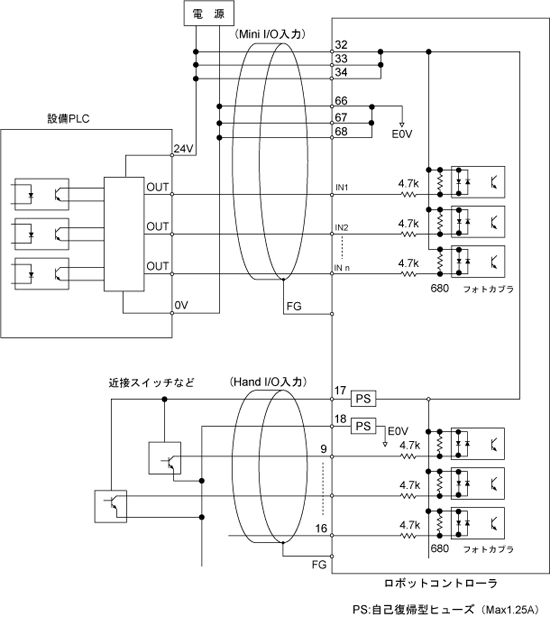 電 源
(Mini I/O入力)
32
33
34
66
67
68
E0V
設備PLC
24V
OUT
IN1
4.7k
OUT
IN2
4.7k
OUT
IN n
4.7k
680
フォトカプラ
0V
FG
近接スイッチなど
(Hand I/O入力)
17
PS
18
PS
E0V
9
4.7k
4.7k
16
4.7k
680
フォトカプラ
FG
ロボットコントローラ
PS:自己復帰型ヒューズ（Max1.25A）